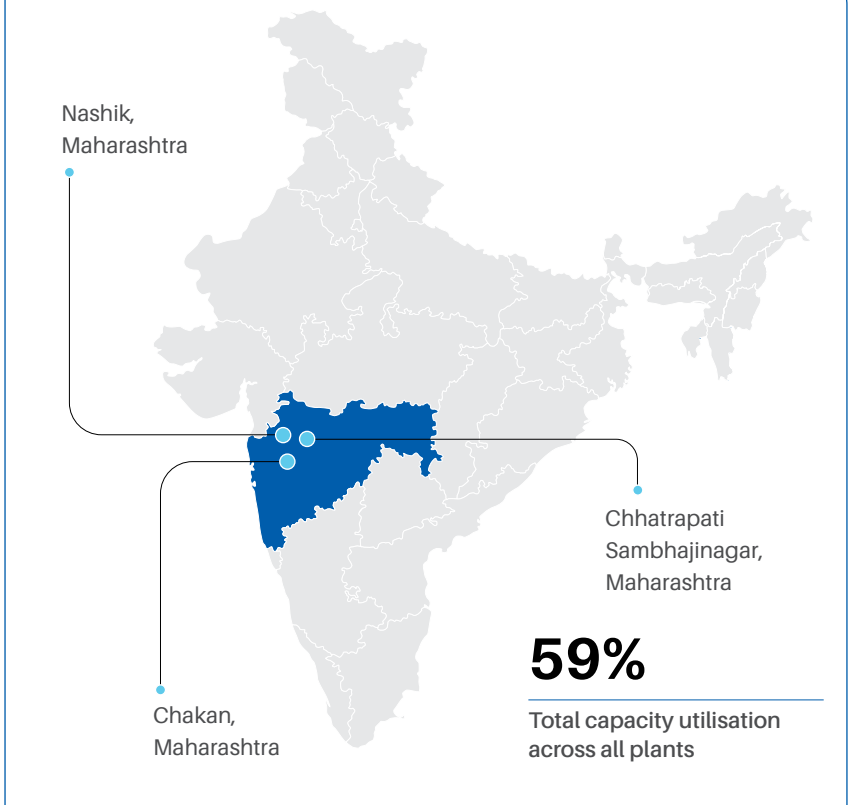 Nashik,
Maharashtra
Chhatrapati
Sambhajinagar,
Maharashtra
59%
Total capacity utilisation
across all plants
Chakan,
Maharashtra